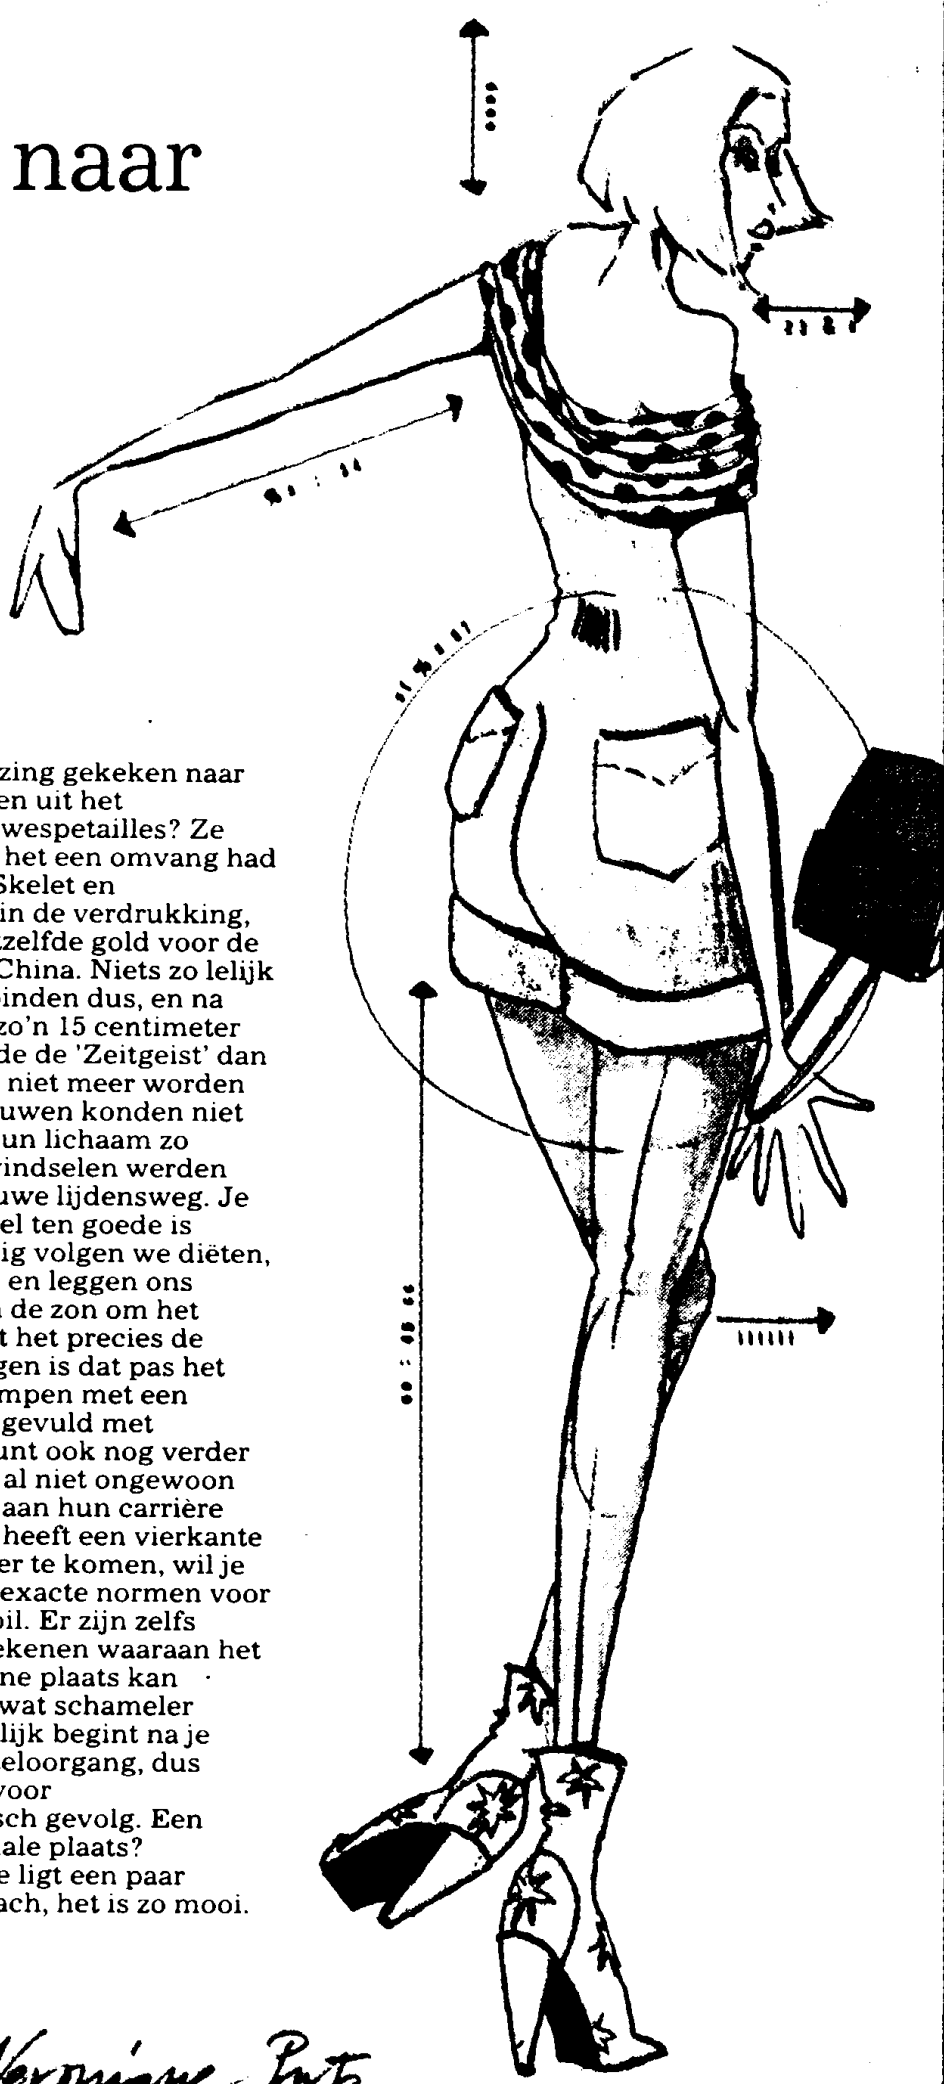 naar
zing gekeken naar
en uit het
wespetailles? Ze
het een omvang had
Skelet en
in de verdrukking,
zelfde gold voor de
China. Niets zo lelijk
inden dus, en na
zo'n 15 centimeter
de de 'Zeitgeist' dan
niet meer worden
uwen konden niet
un lichaam zo
indselen werden
uwe lijdensweg. Je
el ten goede is
ig volgen we diëten,
en leggen ons
de zon om het
t het precies de
gen is dat pas het
mpen met een
gevuld met
unt ook nog verder
al niet ongewoon
aan hun carrière
heeft een vierkante
er te komen, wil je
exacte normen voor
oil. Er zijn zelfs
ekenen waaraan het
ne plaats kan
wat schameler
lijk begint na je
eloorgang, dus
voor
sch gevolg. Een
ale plaats?
e ligt een paar
ach, het is zo mooi.